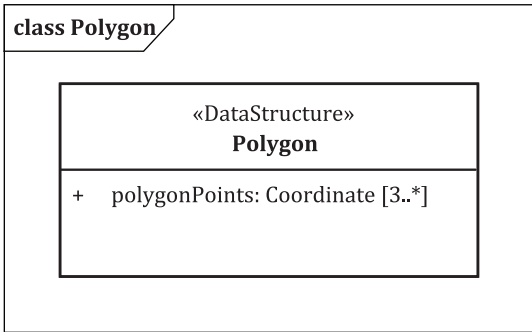 class Polygon
«DataStructure»
Polygon
+ polygonPoints: Coordinate [3..*]